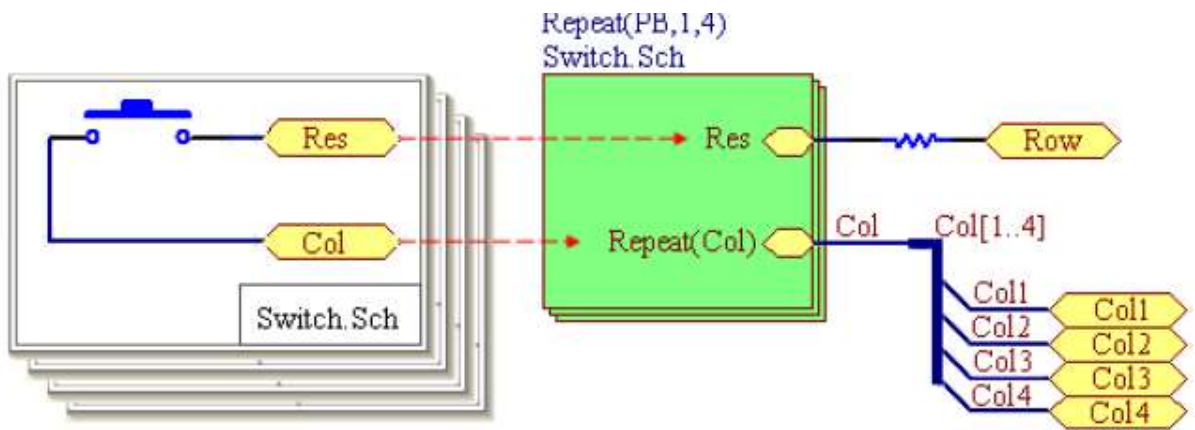 Repeat(PB,1,4)
Switch.Sch
Res
Col
Switch.Sch
Res
Repeat(Col)
Row
Col
Col[1..4]
Col1
Col1
Col2
Col2
Col3
Col3
Col4
Col4